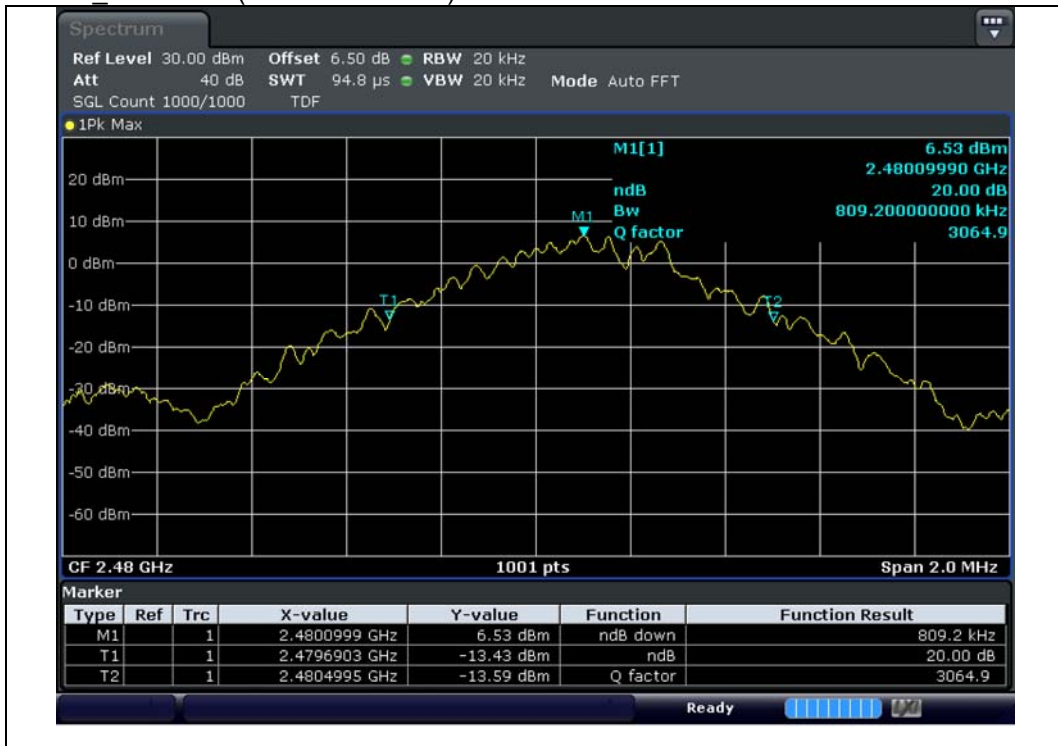 Spectrum
Ref Level 30.00 dBm Offset 6.50 dB RBW 20 kHz
Att 40 dB SWT 94.8 µs VBW 20 kHz Mode Auto FFT
SGL Count 1000/1000 TDF
1Pk Max
M1[1] 6.53 dBm
2.48009990 GHz
20 dBm
ndB 20.00 dB
M1 Bw 809.200000000 kHz
10 dBm
Q factor 3064.9
0 dBm
T1 T2
-10 dBm
-20 dBm
-30 dBm
-40 dBm
-50 dBm
-60 dBm
CF 2.48 GHz 1001 pts Span 2.0 MHz
Marker
Type Ref Trc X-value Y-value Function Function Result
M1 1 2.4800999 GHz 6.53 dBm ndB down 809.2 kHz
T1 1 2.4796903 GHz -13.43 dBm ndB 20.00 dB
T2 1 2.4804995 GHz -13.59 dBm Q factor 3064.9
Ready